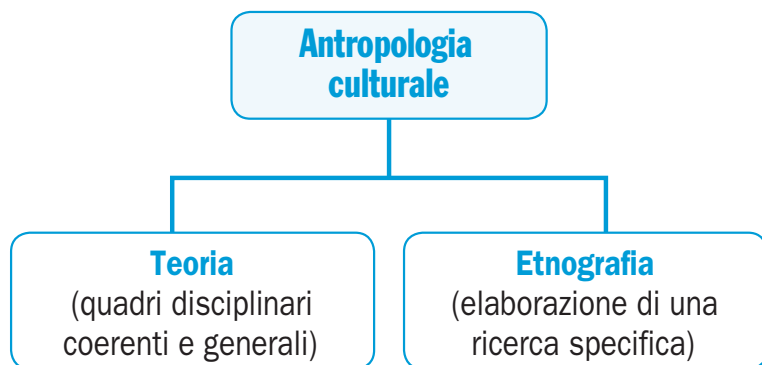 Antropologia
culturale
Teoria
(quadri disciplinari
coerenti e generali)
Etnografia
(elaborazione di una
ricerca specifica)